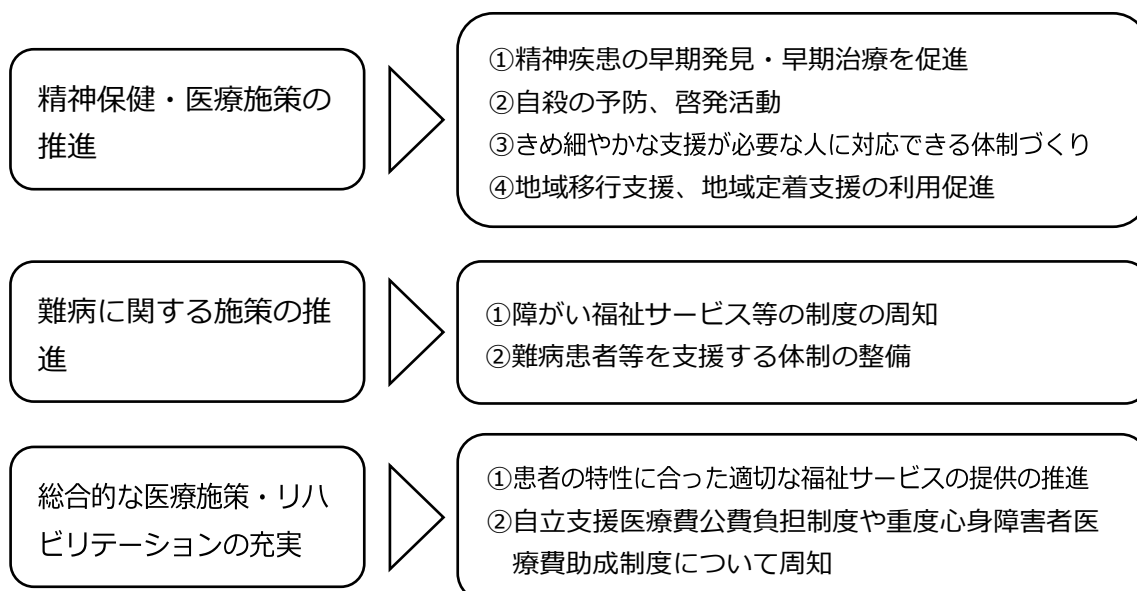 精神保健・医療施策の
推進
①精神疾患の早期発見・早期治療を促進
②自殺の予防、啓発活動
③きめ細やかな支援が必要な人に対応できる体制づくり
④地域移行支援、地域定着支援の利用促進
難病に関する施策の推
進
①障がい福祉サービス等の制度の周知
②難病患者等を支援する体制の整備
総合的な医療施策・リハ
ビリテーションの充実
①患者の特性に合った適切な福祉サービスの提供の推進
②自立支援医療費公費負担制度や重度心身障害者医
療費助成制度について周知